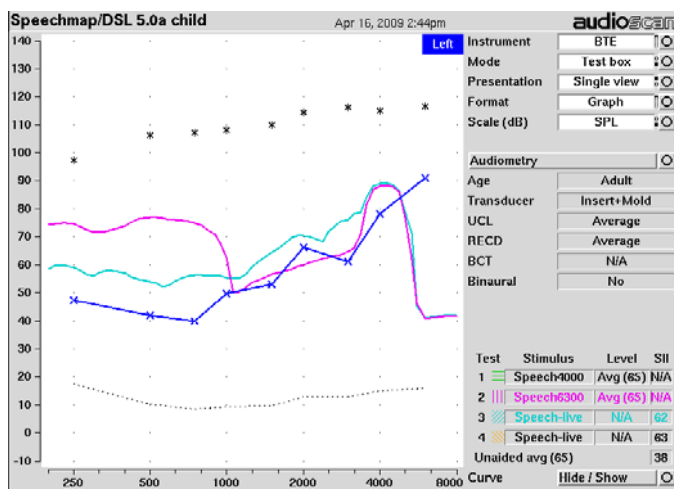 Speechmap/DSL 5.0a child Apr 16, 2009 2:44pm audioscan
Left
140
130
120
110
100
90
80
70
60
50
40
30
20
10
0
-10
250 500 1000 2000 4000 8000
Instrument BTE
Mode Test box
Presentation Single view
Format Graph
Scale (dB) SPL
Audiometry
Age Adult
Transducer Insert+Mold
UCL Average
RECD Average
BCT N/A
Binaural No
Test Stimulus Level SII
1 Speech4000 Avg (65) N/A
2 Speech6300 Avg (65) N/A
3 Speech-live N/A 62
4 Speech-live N/A 63
Unaided avg (65) 38
Curve Hide / Show